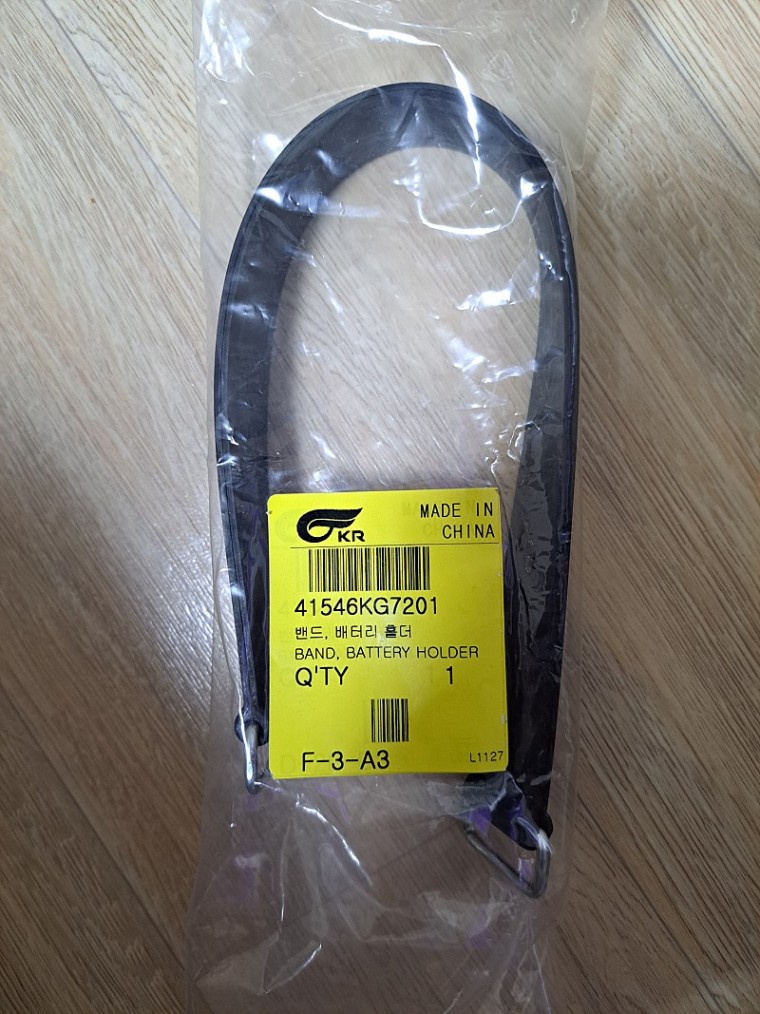 KR
MADE IN
CHINA
41546KG7201
밴드, 배터리 홀더
BAND, BATTERY HOLDER
Q'TY 1
F-3-A3
L1127